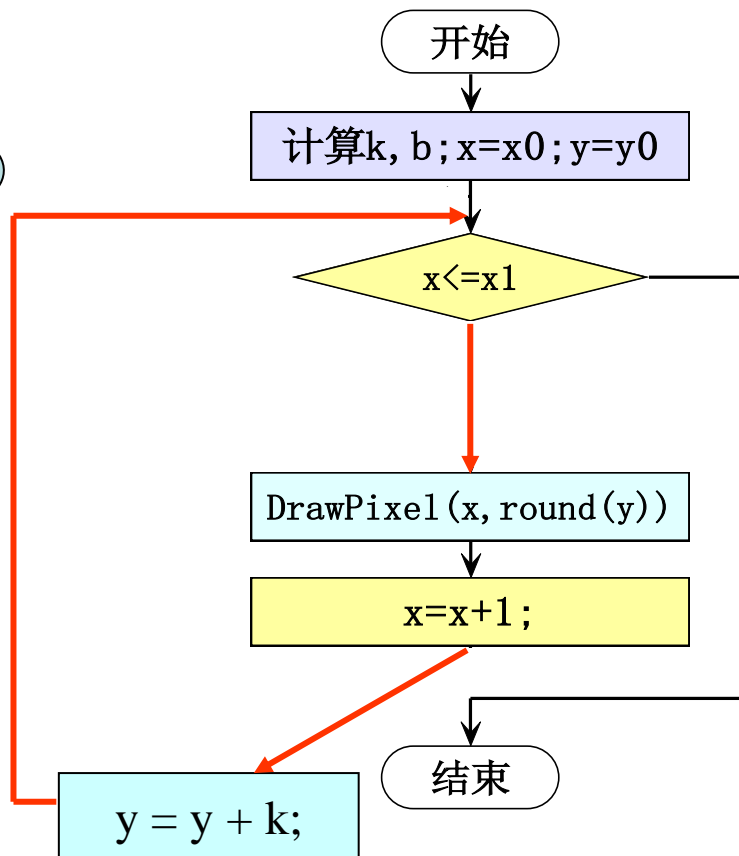 开始
计算k,b;x=x0;y=y0
x<=x1
DrawPixel(x,round(y))
x=x+1;
y = y + k;
结束